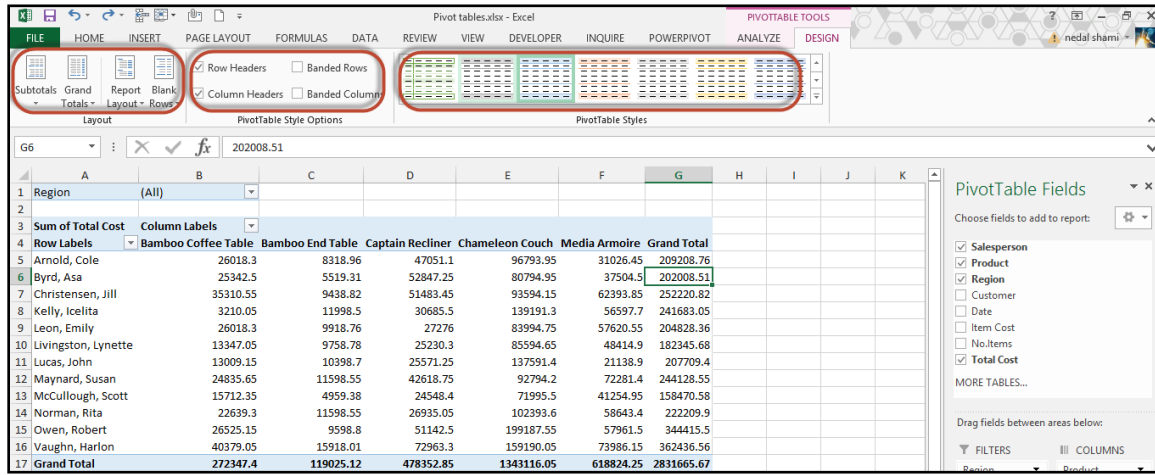 Pivot tables.xlsx - Excel
PIVOTTABLE TOOLS
?
FILE HOME INSERT PAGE LAYOUT FORMULAS DATA REVIEW VIEW DEVELOPER INQUIRE POWERPIVOT ANALYZE DESIGN
nedal shami
Subtotals Grand Totals Report Layout Blank Rows
Row Headers Banded Rows
Column Headers Banded Columns
Layout PivotTable Style Options PivotTable Styles
G6 fx 202008.51
A B C D E F G H I J K
1 Region (All)
2
3 Sum of Total Cost Column Labels
4 Row Labels Bamboo Coffee Table Bamboo End Table Captain Recliner Chameleon Couch Media Armoire Grand Total
5 Arnold, Cole 26018.3 8318.96 47051.1 96793.95 31026.45 209208.76
6 Byrd, Asa 25342.5 5519.31 52847.25 80794.95 37504.5 202008.51
7 Christensen, Jill 35310.55 9438.82 51483.45 93594.15 62393.85 252220.82
8 Kelly, Icelita 3210.05 11998.5 30685.5 139191.3 56597.7 241683.05
9 Leon, Emily 26018.3 9918.76 27276 83994.75 57620.55 204828.36
10 Livingston, Lynette 13347.05 9758.78 25230.3 85594.65 48414.9 182345.68
11 Lucas, John 13009.15 10398.7 25571.25 137591.4 21138.9 207709.4
12 Maynard, Susan 24835.65 11598.55 42618.75 92794.2 72281.4 244128.55
13 McCullough, Scott 15712.35 4959.38 24548.4 71995.5 41254.95 158470.58
14 Norman, Rita 22639.3 11598.55 26935.05 102393.6 58643.4 222209.9
15 Owen, Robert 26525.15 9598.8 51142.5 199187.55 57961.5 344415.5
16 Vaughn, Harlon 40379.05 15918.01 72963.3 159190.05 73986.15 362436.56
17 Grand Total 272347.4 119025.12 478352.85 1343116.05 618824.25 2831665.67
PivotTable Fields
Choose fields to add to report:
Salesperson
Product
Region
Customer
Date
Item Cost
No.Items
Total Cost
MORE TABLES...
Drag fields between areas below:
FILTERS COLUMNS
Region Product